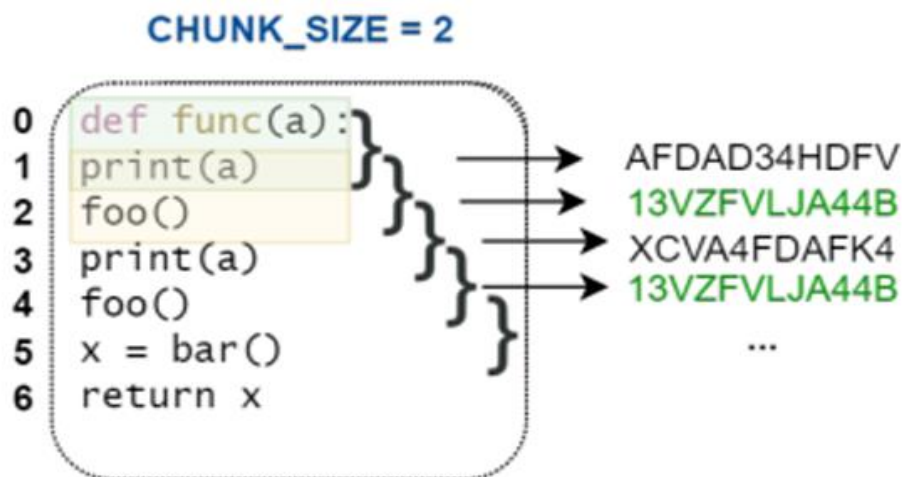 CHUNK_SIZE = 2
0 def func(a):
1 print(a)
2 foo()
3 print(a)
4 foo()
5 x = bar()
6 return x
AFDAD34HDFV
13VZFVLJA44B
XCVA4FDAFK4
13VZFVLJA44B
...